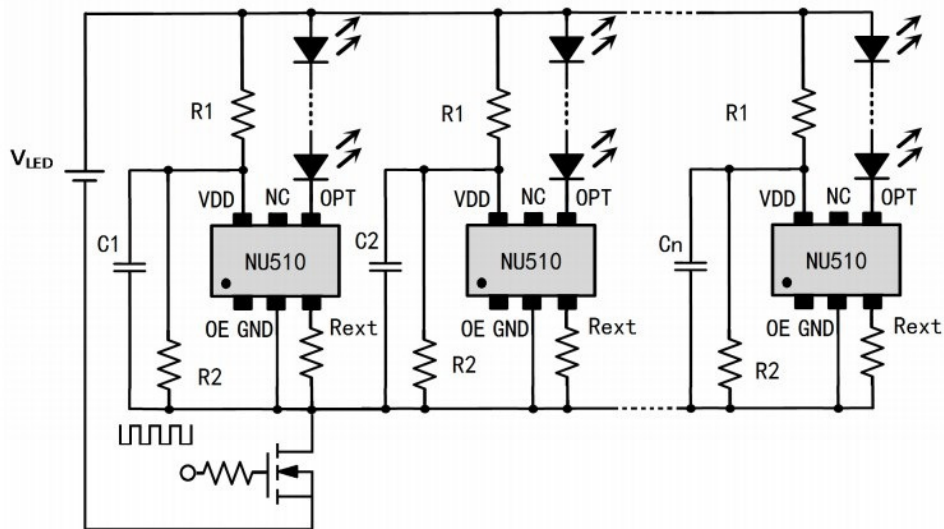 R1 R1 R1
VLED
VDD NC OPT VDD NC OPT VDD NC OPT
C1 NU510 C2 NU510 Cn NU510
OE GND Rext OE GND Rext OE GND Rext
R2 R2 R2